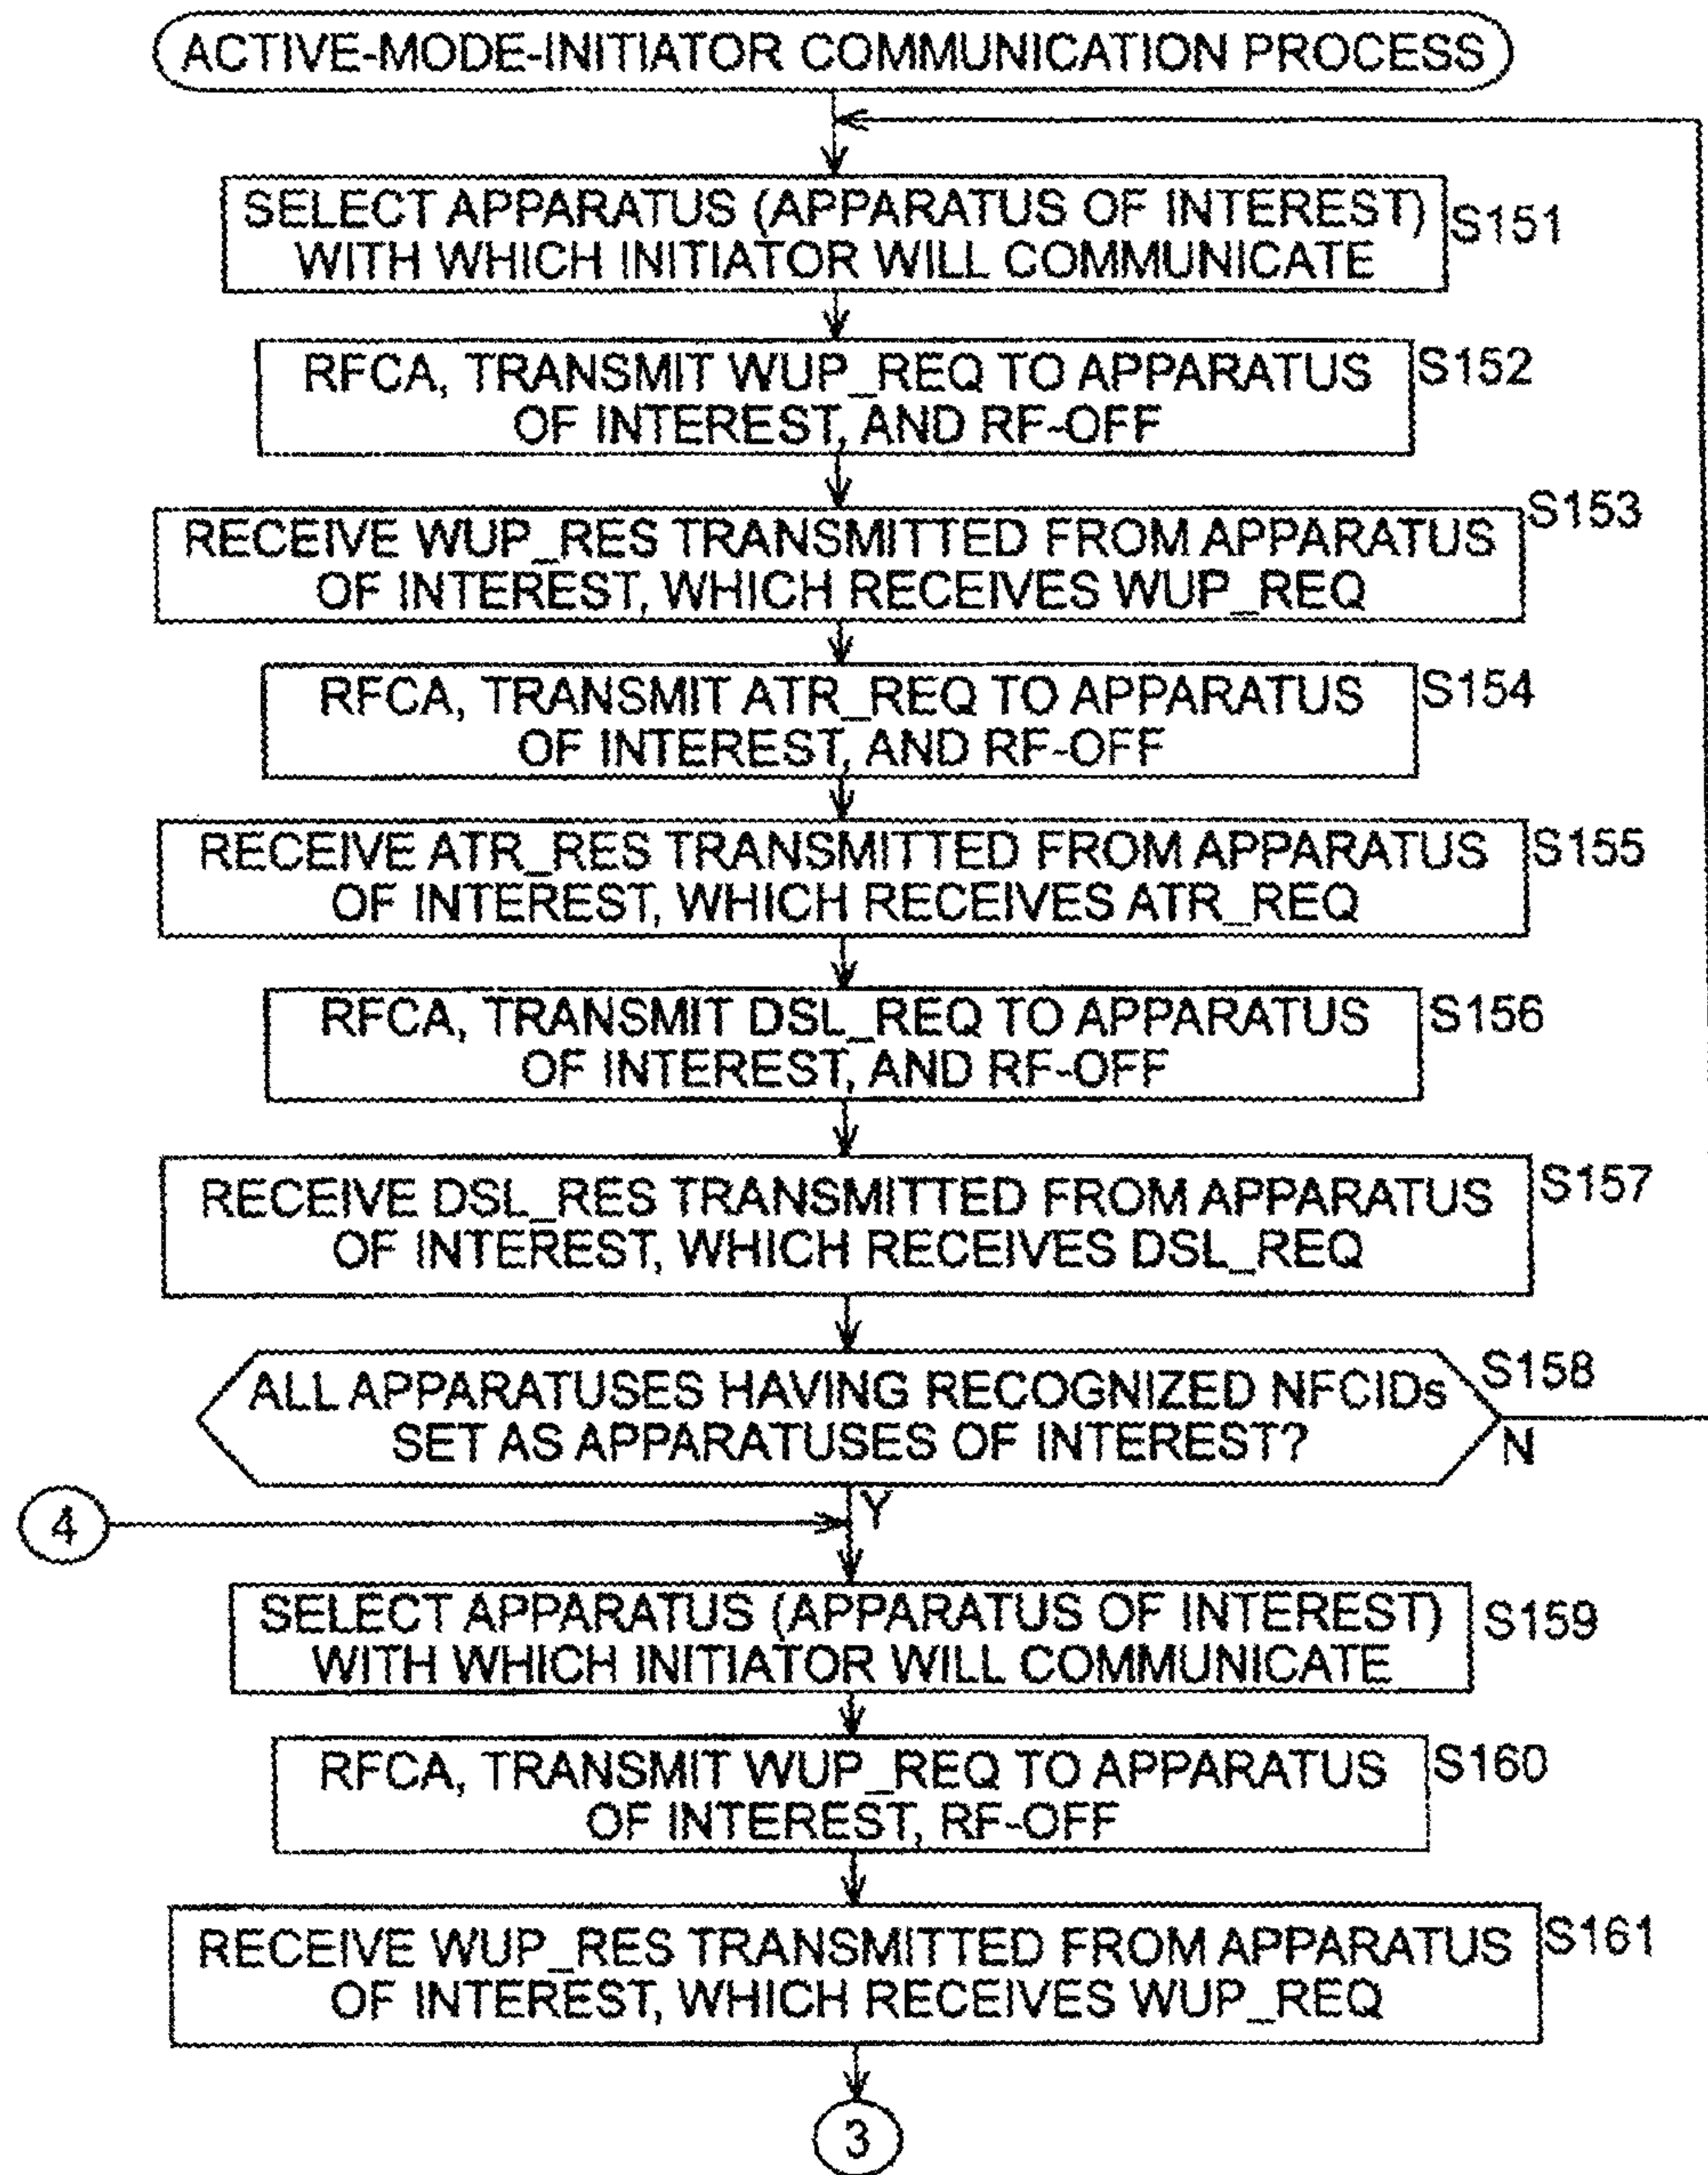 ACTIVE-MODE-INITIATOR COMMUNICATION PROCESS
SELECT APPARATUS (APPARATUS OF INTEREST)
WITH WHICH INITIATOR WILL COMMUNICATE
S151
RFCA, TRANSMIT WUP_REQ TO APPARATUS
OF INTEREST, AND RF-OFF
S152
RECEIVE WUP_RES TRANSMITTED FROM APPARATUS
OF INTEREST, WHICH RECEIVES WUP_REQ
S153
RFCA, TRANSMIT ATR_REQ TO APPARATUS
OF INTEREST, AND RF-OFF
S154
RECEIVE ATR_RES TRANSMITTED FROM APPARATUS
OF INTEREST, WHICH RECEIVES ATR_REQ
S155
RFCA, TRANSMIT DSL_REQ TO APPARATUS
OF INTEREST, AND RF-OFF
S156
RECEIVE DSL_RES TRANSMITTED FROM APPARATUS
OF INTEREST, WHICH RECEIVES DSL_REQ
S157
ALL APPARATUSES HAVING RECOGNIZED NFCIDs
SET AS APPARATUSES OF INTEREST?
S158
N
Y
4
SELECT APPARATUS (APPARATUS OF INTEREST)
WITH WHICH INITIATOR WILL COMMUNICATE
S159
RFCA, TRANSMIT WUP_REQ TO APPARATUS
OF INTEREST, RF-OFF
S160
RECEIVE WUP_RES TRANSMITTED FROM APPARATUS
OF INTEREST, WHICH RECEIVES WUP_REQ
S161
3